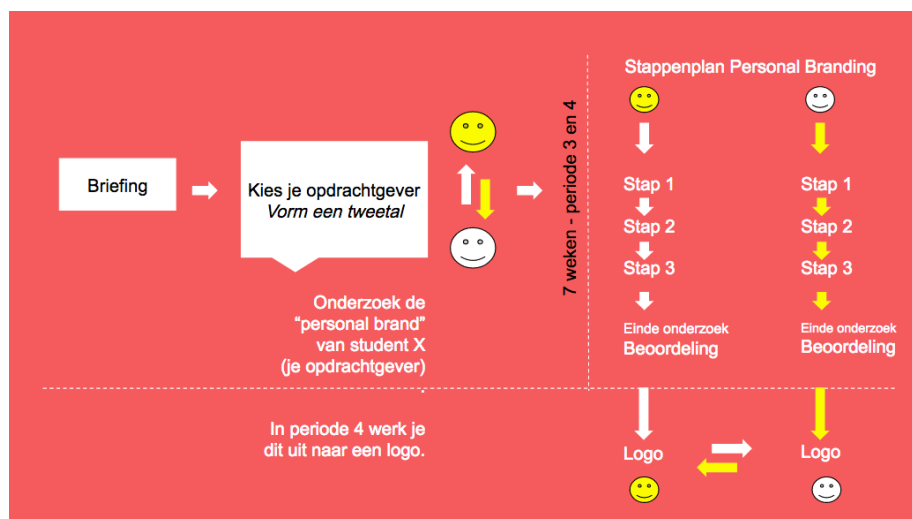 Briefing
Kies je opdrachtgever
Vorm een tweetal
Onderzoek de
“personal brand”
van student X
(je opdrachtgever)
.
In periode 4 werk je
dit uit naar een logo.
7 weken - periode 3 en 4
Stappenplan Personal Branding
Stap 1
Stap 2
Stap 3
Einde onderzoek
Beoordeling
Logo
Stap 1
Stap 2
Stap 3
Einde onderzoek
Beoordeling
Logo